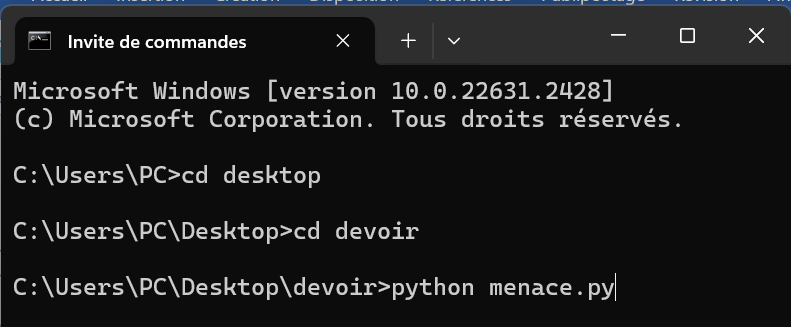 Invite de commandes
Microsoft Windows [version 10.0.22631.2428]
(c) Microsoft Corporation. Tous droits réservés.
C:\Users\PC>cd desktop
C:\Users\PC\Desktop>cd devoir
C:\Users\PC\Desktop\devoir>python menace.py